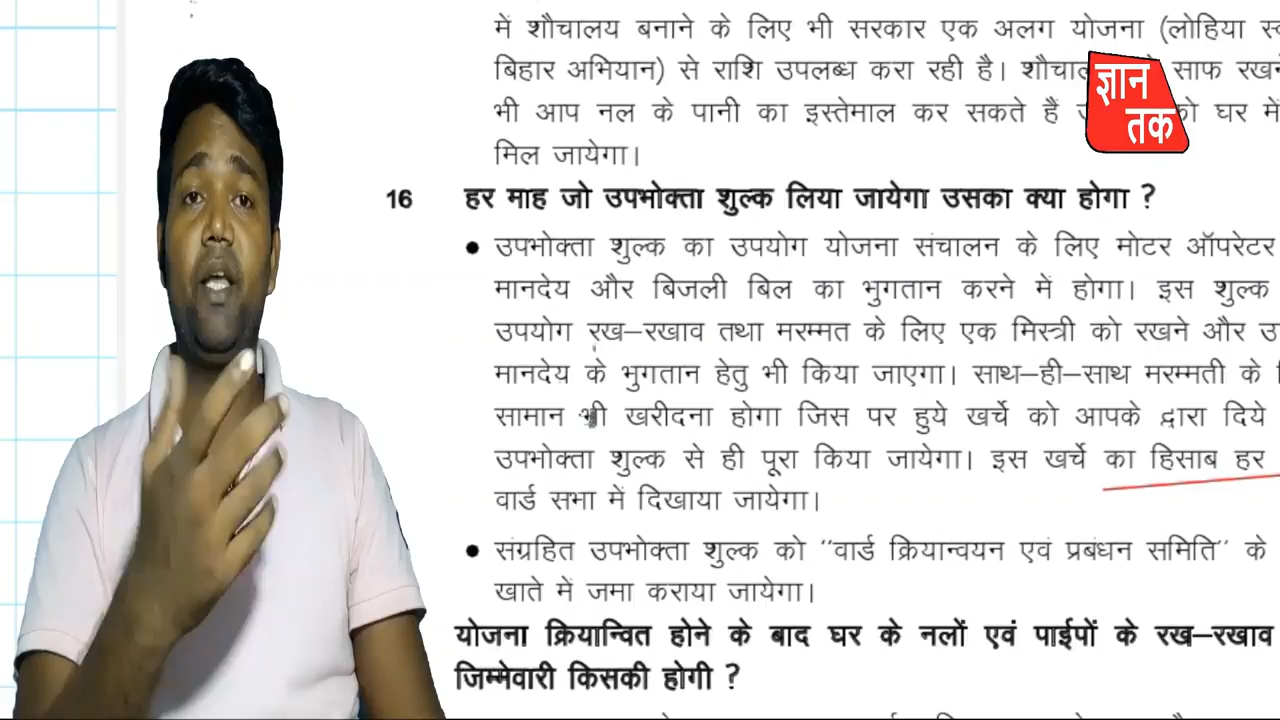 में शौचालय बनाने के लिए भी सरकार एक अलग योजना (लोहिया
बिहार अभियान) से राशि उपलब्ध करा रही है। साफ
भी आप नल के पानी का इस्तेमाल कर सकते हैं को घर में
मिल जायेगा।
ज्ञान
तक
16 हर माह जो उपभोक्ता शुल्क लिया जायेगा उसका क्या होगा ?
• उपभोक्ता शुल्क का उपयोग योजना संचालन के लिए मोटर ऑपरेटर
मानदेय और बिजली बिल का भुगतान करने में होगा। इस शुल्क
उपयोग रख–रखाव तथा मरम्मत के लिए एक मिस्त्री को रखने और
मानदेय के भुगतान हेतु भी किया जाएगा। साथ–ही–साथ मरम्मती के
सामान भी खरीदना होगा जिस पर हुये खर्चे को आपके द्वारा दिये
उपभोक्ता शुल्क से ही पूरा किया जायेगा। इस खर्चे का हिसाब हर
वार्ड सभा में दिखाया जायेगा।
• संग्रहित उपभोक्ता शुल्क को ‘‘वार्ड क्रियान्वयन एवं प्रबंधन समिति’’ के
खाते में जमा कराया जायेगा।
योजना क्रियान्वित होने के बाद घर के नलों एवं पाईपों के रख–रखाव
जिम्मेवारी किसकी होगी ?